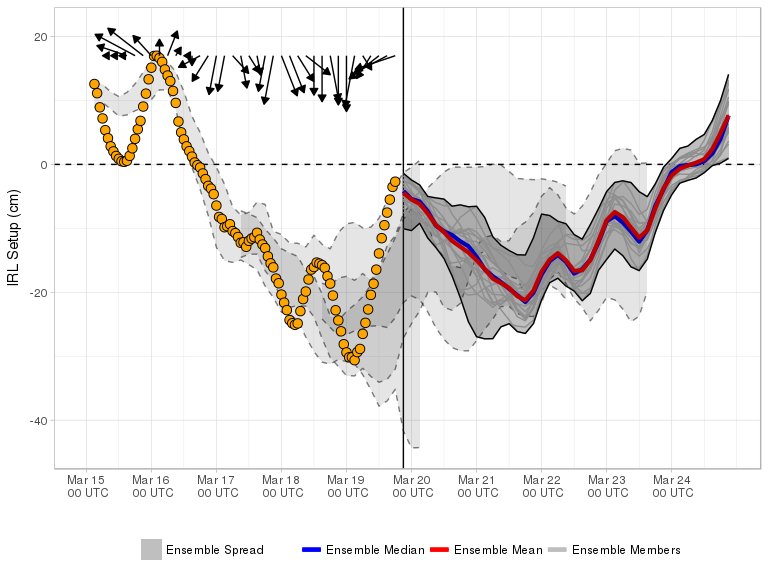 20
0
-20
-40
IRL Setup (cm)
Mar 15 00 UTC
Mar 16 00 UTC
Mar 17 00 UTC
Mar 18 00 UTC
Mar 19 00 UTC
Mar 20 00 UTC
Mar 21 00 UTC
Mar 22 00 UTC
Mar 23 00 UTC
Mar 24 00 UTC
Ensemble Spread Ensemble Median Ensemble Mean Ensemble Members